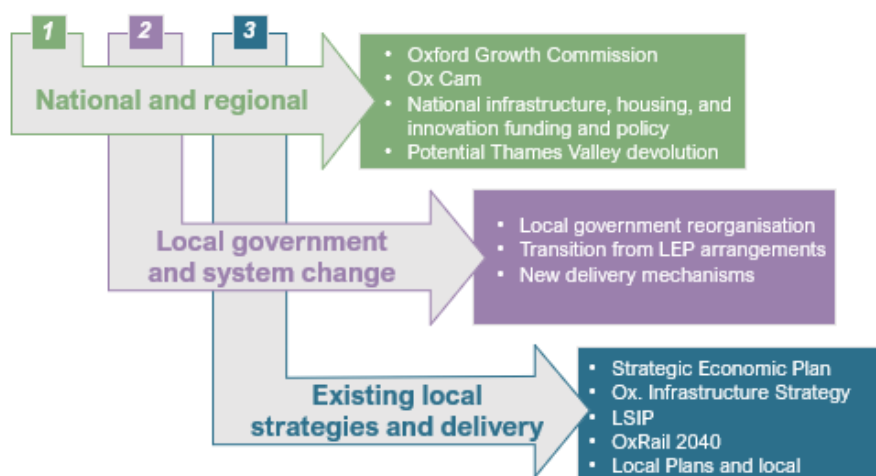 1
2
3
National and regional
• Oxford Growth Commission
• Ox Cam
• National infrastructure, housing, and
innovation funding and policy
• Potential Thames Valley devolution
Local government
and system change
• Local government reorganisation
• Transition from LEP arrangements
• New delivery mechanisms
Existing local
strategies and delivery
• Strategic Economic Plan
• Ox. Infrastructure Strategy
• LSIP
• OxRail 2040
• Local Plans and local